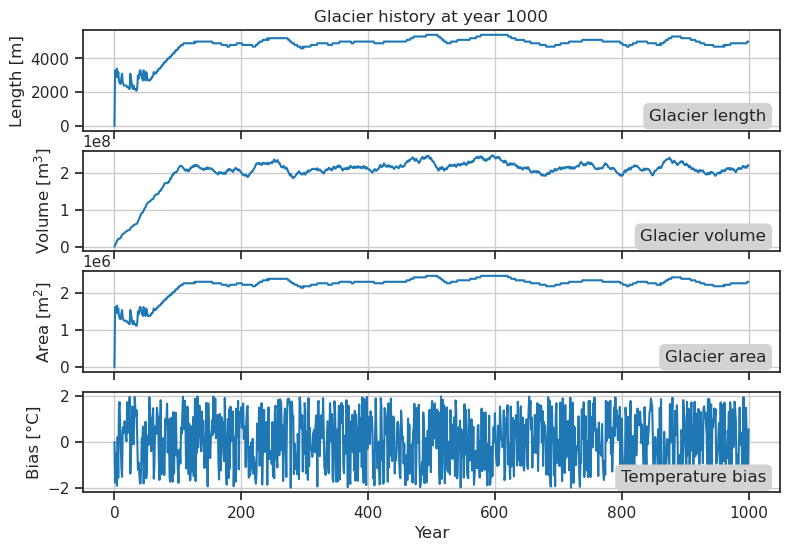 Glacier history at year 1000
Length [m]
4000
2000
0
Glacier length
1e8
Volume [m³]
2
1
0
Glacier volume
1e6
Area [m²]
2
1
0
Glacier area
Bias [°C]
2
0
−2
Temperature bias
0 200 400 600 800 1000
Year